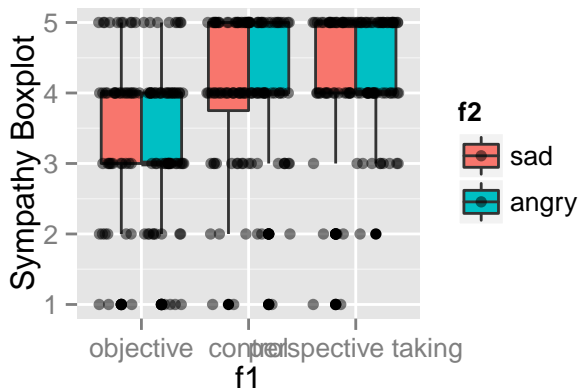 Sympathy Boxplot
5
4
3
2
1
objective
control
perspective taking
f1
f2
sad
angry